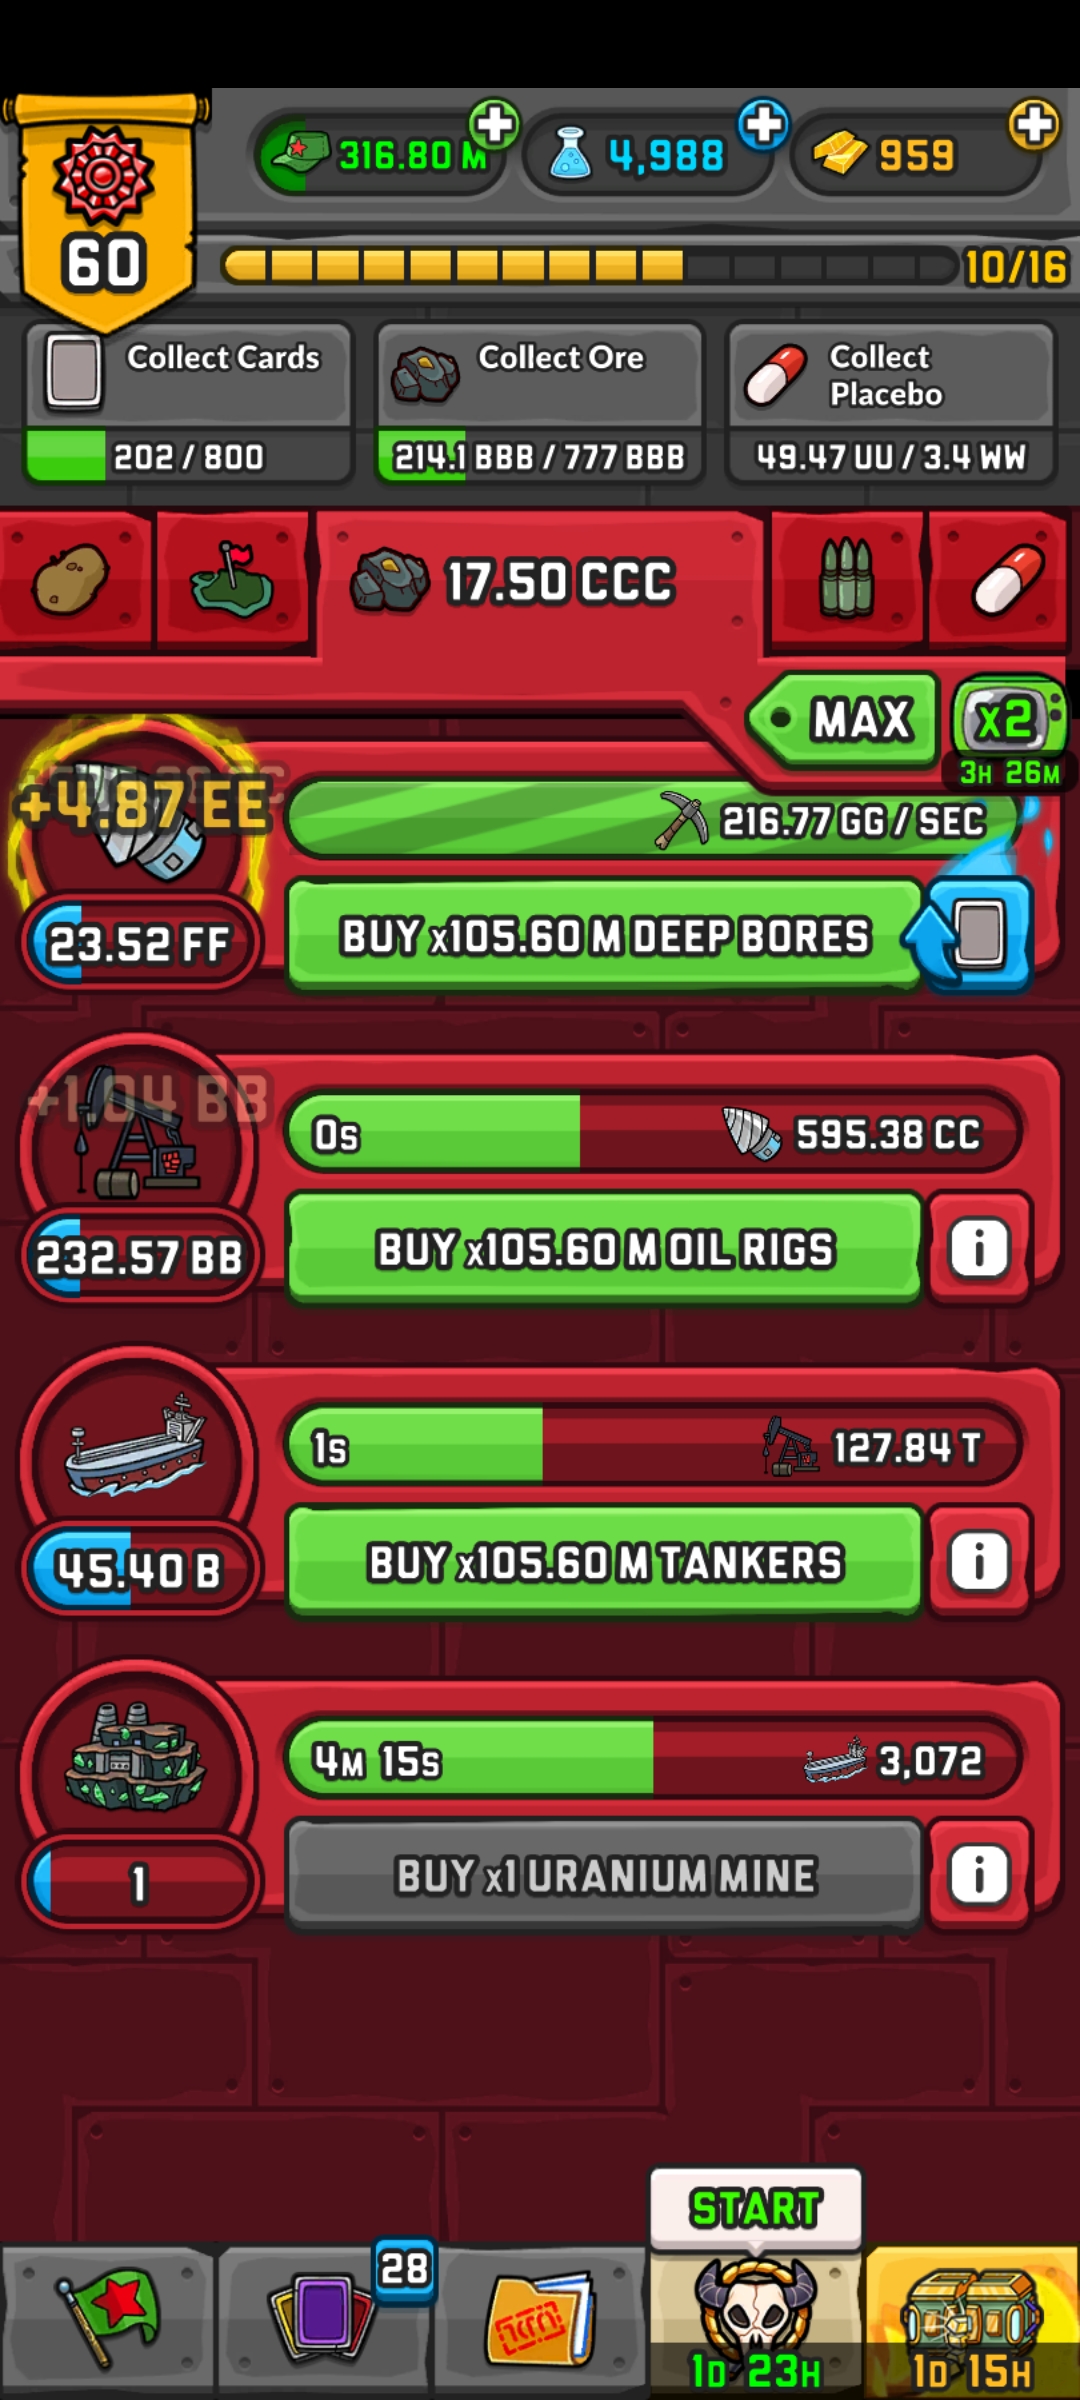 60
316.80 M
4,988
959
10/16
Collect Cards
202 / 800
Collect Ore
214.1 BBB / 777 BBB
Collect
Placebo
49.47 UU / 3.4 WW
17.50 CCC
MAX
x2
3H 26M
+4.87 EE
216.77 GG / SEC
23.52 FF
BUY x105.60 M DEEP BORES
+1.04 BB
0s
595.38 CC
232.57 BB
BUY x105.60 M OIL RIGS
i
1s
127.84 T
45.40 B
BUY x105.60 M TANKERS
i
4M 15s
3,072
1
BUY x1 URANIUM MINE
i
START
28
1D 23H
1D 15H